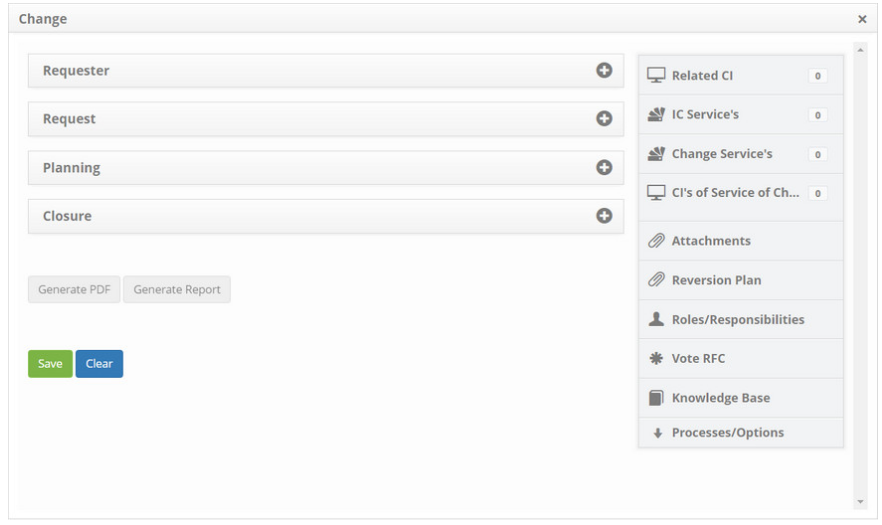 Change
×
Requester
Request
Planning
Closure
Generate PDF
Generate Report
Save
Clear
Related CI 0
IC Service's 0
Change Service's 0
CI's of Service of Ch... 0
Attachments
Reversion Plan
Roles/Responsibilities
Vote RFC
Knowledge Base
Processes/Options